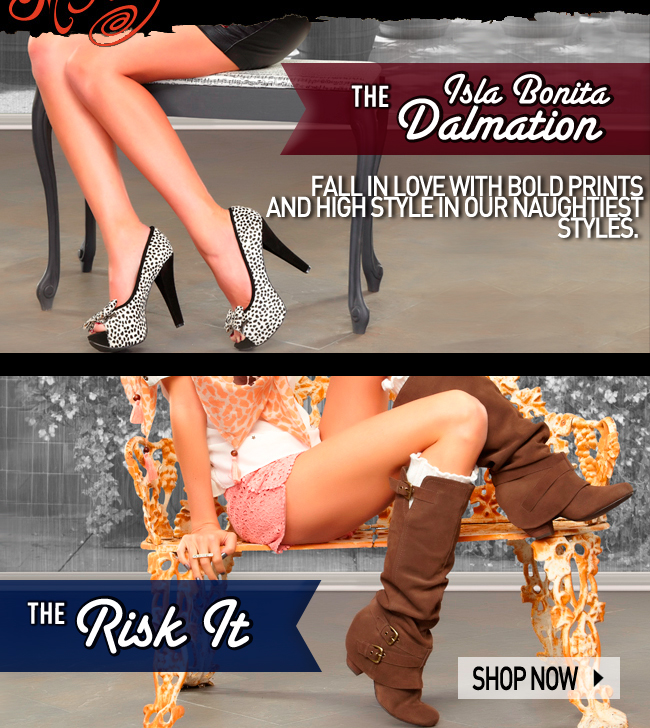 THE Isla Bonita
Dalmation
FALL IN LOVE WITH BOLD PRINTS
AND HIGH STYLE IN OUR NAUGHTIEST
STYLES.
THE Risk It
SHOP NOW